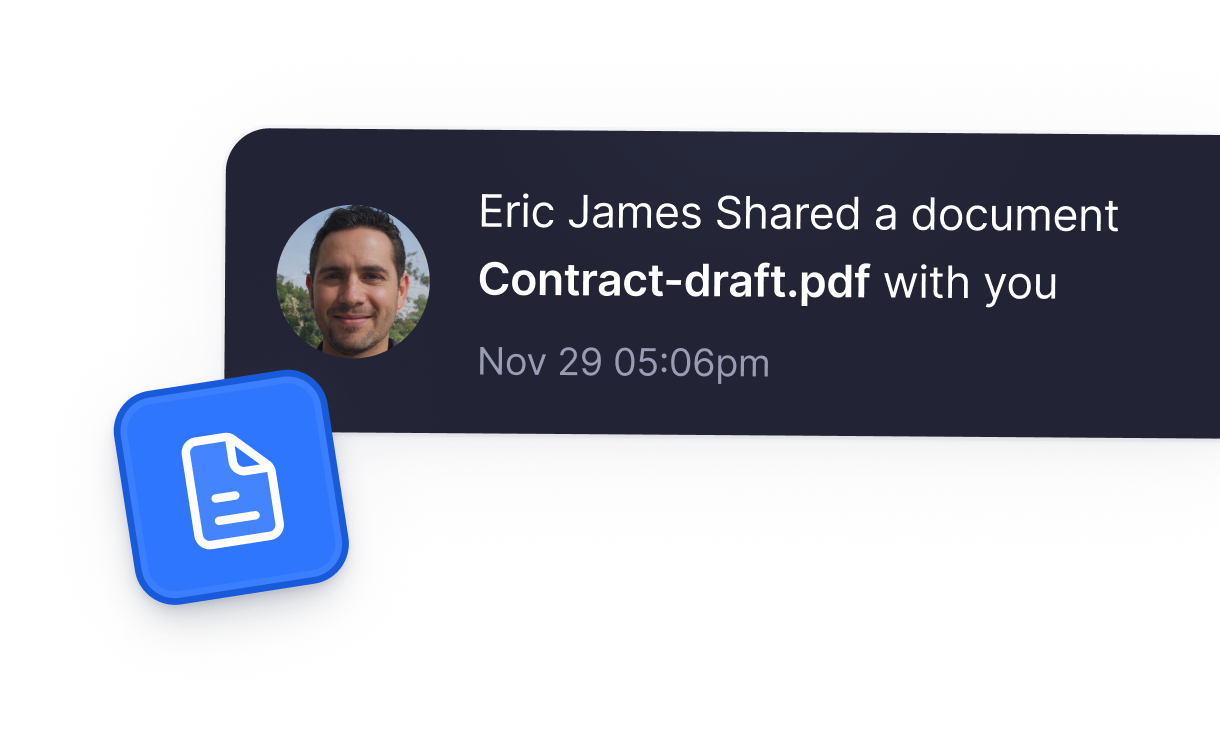 Eric James Shared a document
Contract-draft.pdf with you
Nov 29 05:06pm